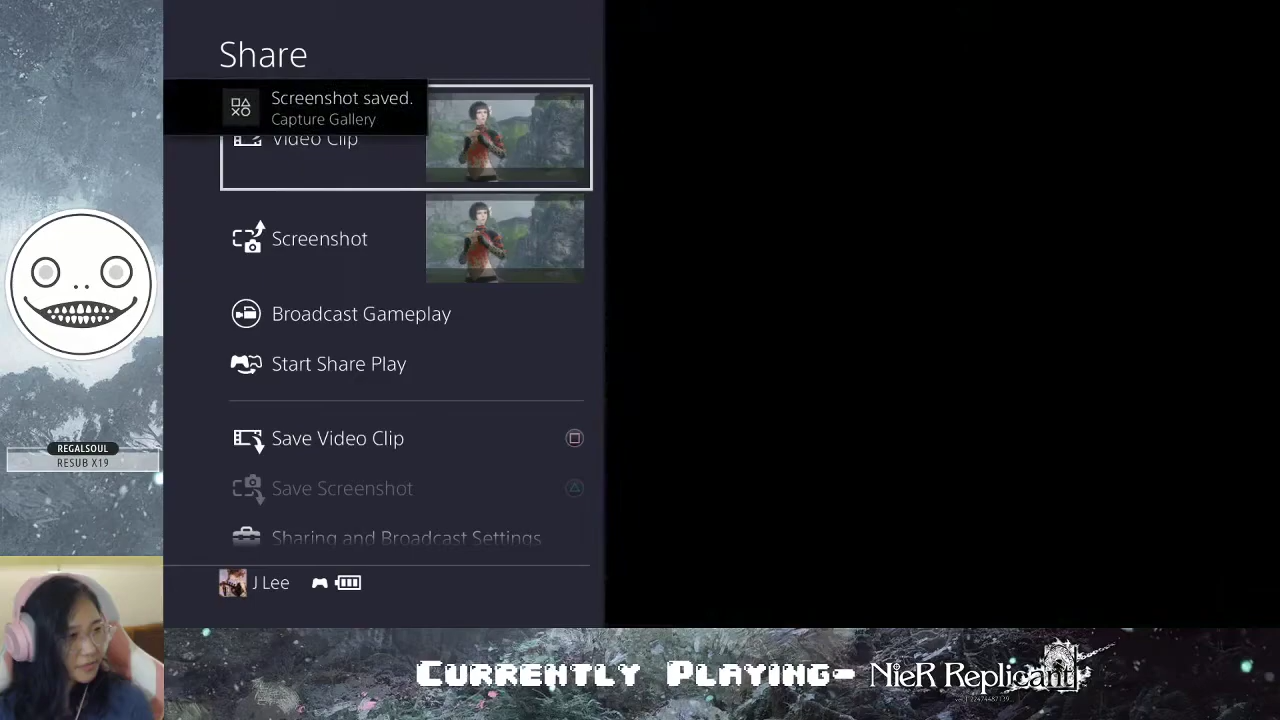 Share
Screenshot saved.
Capture Gallery
Video Clip
Screenshot
Broadcast Gameplay
Start Share Play
Save Video Clip
Save Screenshot
Sharing and Broadcast Settings
J Lee
REGALSOUL
RESUB X19
Currently Playing-
NieR Replicant